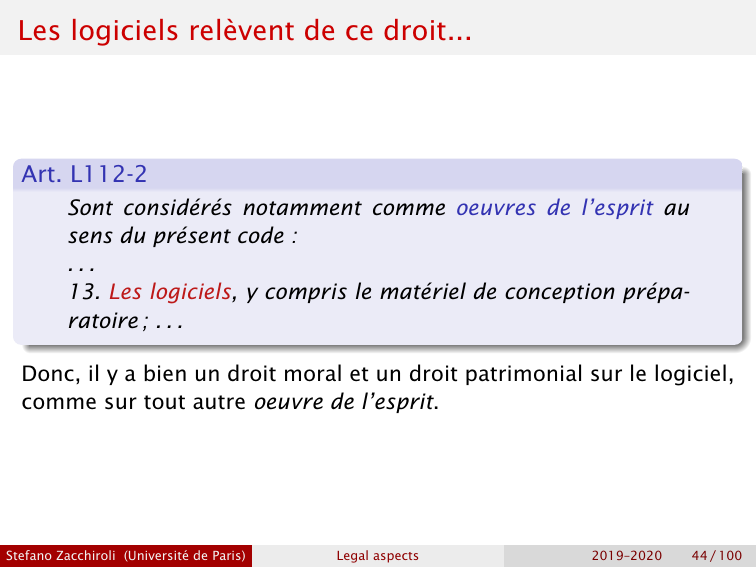 Les logiciels relèvent de ce droit...
Art. L112-2
Sont considérés notamment comme oeuvres de l'esprit au
sens du présent code :
...
13. Les logiciels, y compris le matériel de conception prépa-
ratoire ; ...
Donc, il y a bien un droit moral et un droit patrimonial sur le logiciel,
comme sur tout autre oeuvre de l'esprit.
Stefano Zacchiroli (Université de Paris) Legal aspects 2019–2020 44 / 100